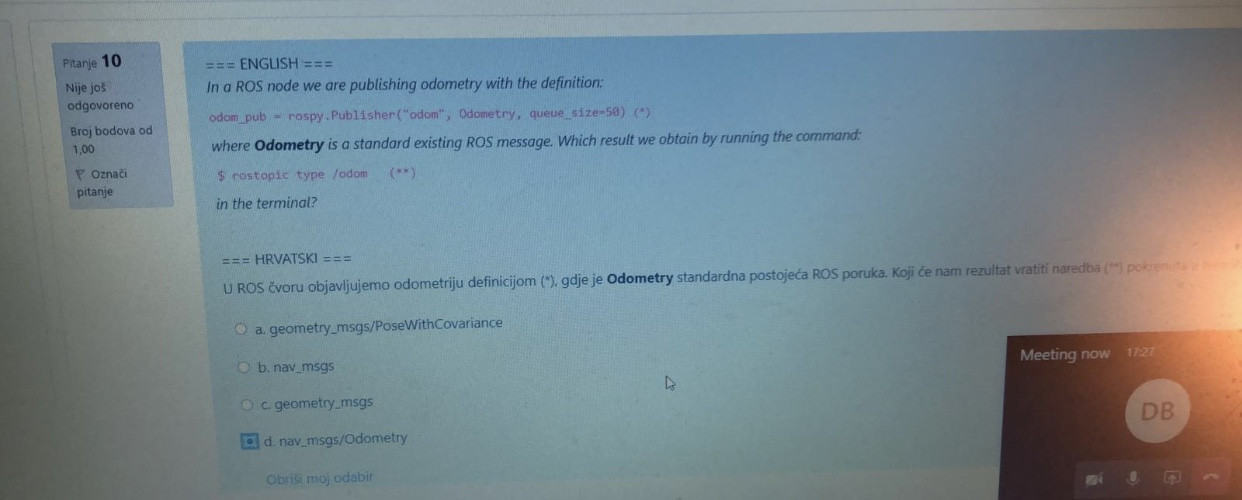 Pitanje 10
Nije još
odgovoreno
Broj bodova od
1,00
Označi
pitanje
=== ENGLISH ===
In a ROS node we are publishing odometry with the definition:
odom_pub = rospy.Publisher("odom", Odometry, queue_size=50) (*)
where Odometry is a standard existing ROS message. Which result we obtain by running the command:
$ rostopic type /odom (**)
in the terminal?
=== HRVATSKI ===
U ROS čvoru objavljujemo odometriju definicijom (*), gdje je Odometry standardna postojeća ROS poruka. Koji će nam rezultat vratiti naredba (**) pokrenuta u
a. geometry_msgs/PoseWithCovariance
b. nav_msgs
c. geometry_msgs
d. nav_msgs/Odometry
Obriši moj odabir
Meeting now 17:27
DB